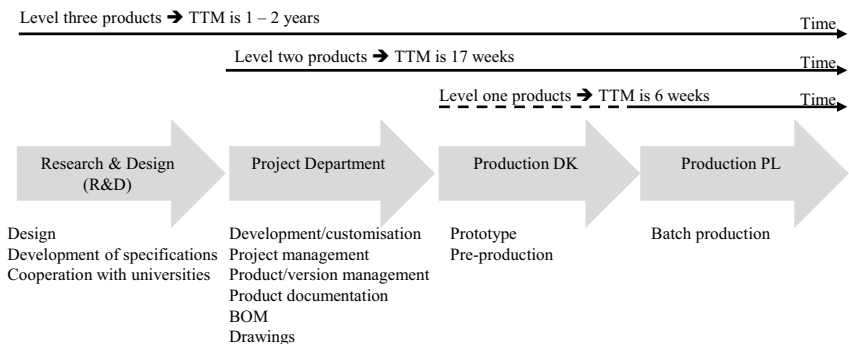 Level three products ➔ TTM is 1 – 2 years
Time
Level two products ➔ TTM is 17 weeks
Time
Level one products ➔ TTM is 6 weeks
Time
Research & Design
(R&D)
Project Department
Production DK
Production PL
Design
Development of specifications
Cooperation with universities
Development/customisation
Project management
Product/version management
Product documentation
BOM
Drawings
Prototype
Pre-production
Batch production